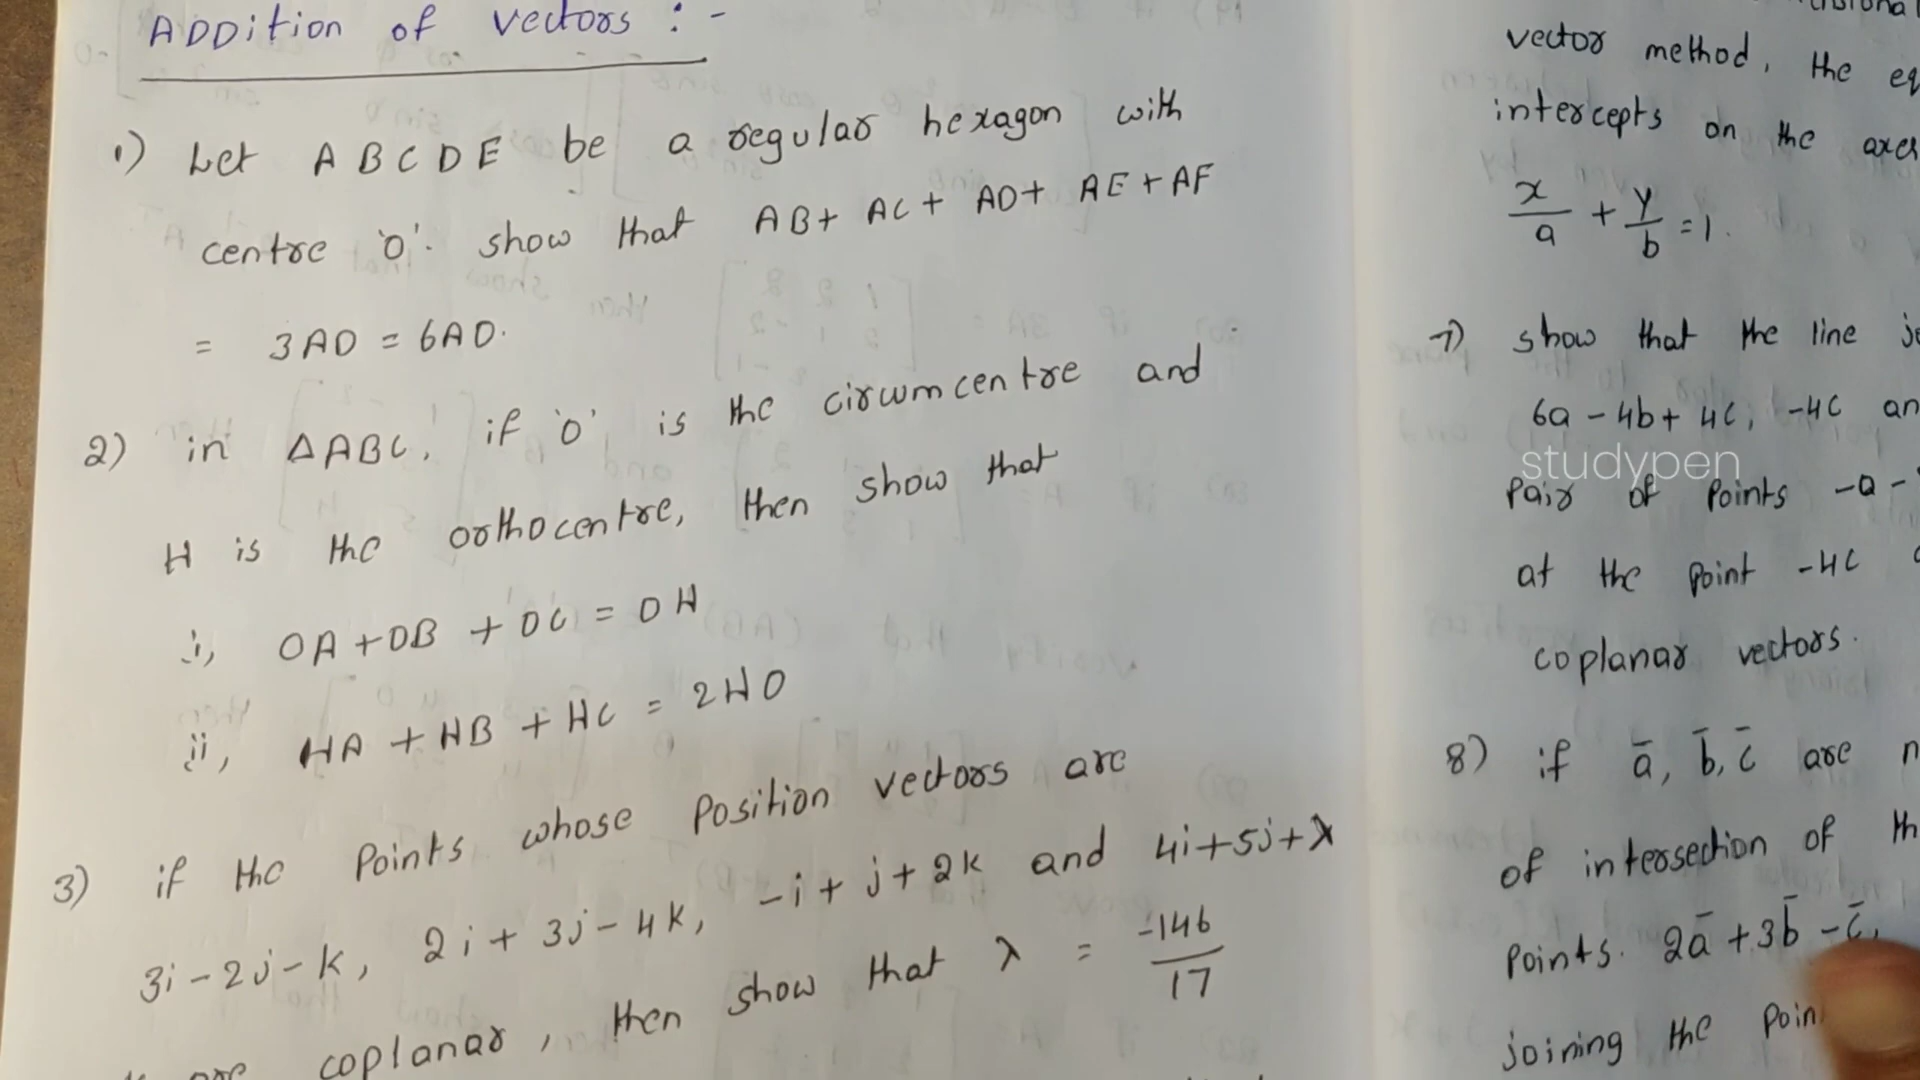 ADDition of vectors :-
1) Let A B C D E be a regular hexagon with
centre 'O'. show that AB+ AC+ AD+ AE+AF
= 3AD = 6AO.
2) in ΔABC, if 'O' is the circumcentre and
H is the orthocentre, then show that
i, OA+OB + OC = OH
ii, HA + HB + HC = 2HO
3) if the points whose position vectors are
3i-2j-k, 2i+3j-4k, -i+j+2k and 4i+5j+λ
are coplanar, then show that λ = -146/17
vector method, the
intercepts on the axes
x/a + y/b = 1.
7) show that the line
6a-4b+4c, -4c
studypen
Pair of Points -a-
at the point -4c
coplanar vectors.
8) if a̅, b̅, c̅ are
of intersection of
Points. 2a̅+3b̅-c̅,
joining the